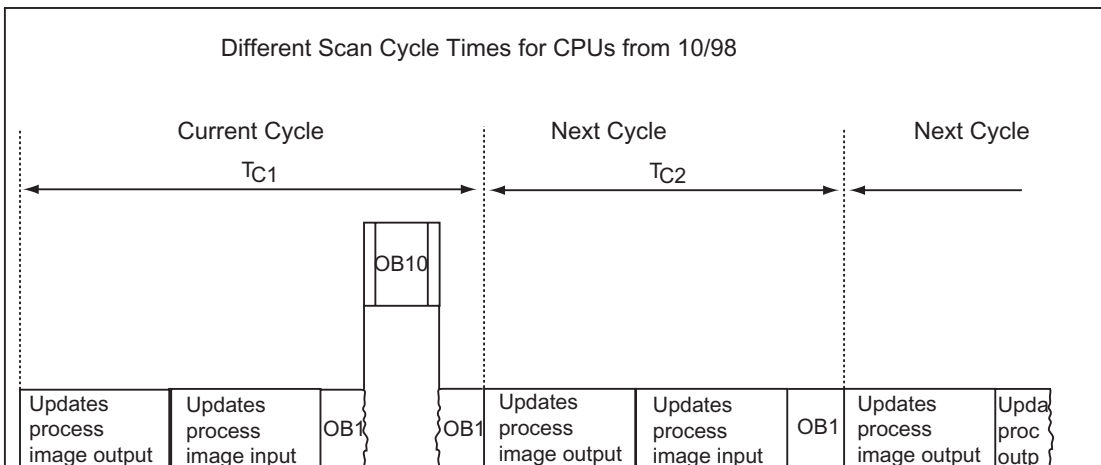 Different Scan Cycle Times for CPUs from 10/98
Current Cycle
Next Cycle
Next Cycle
TC1
TC2
OB10
Updates
process
image output
Updates
process
image input
OB1
OB1
Updates
process
image output
Updates
process
image input
OB1
Updates
process
image output
Upda
proc
outp